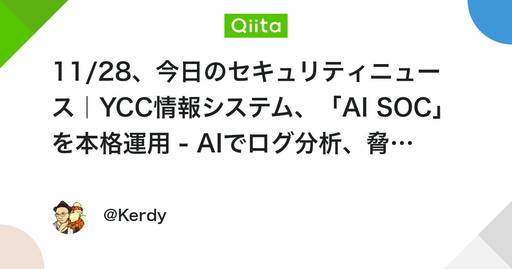 Qiita
11/28、今日のセキュリティニュー
ス｜YCC情報システム、「AI SOC」
を本格運用 - AIでログ分析、脅…
@Kerdy